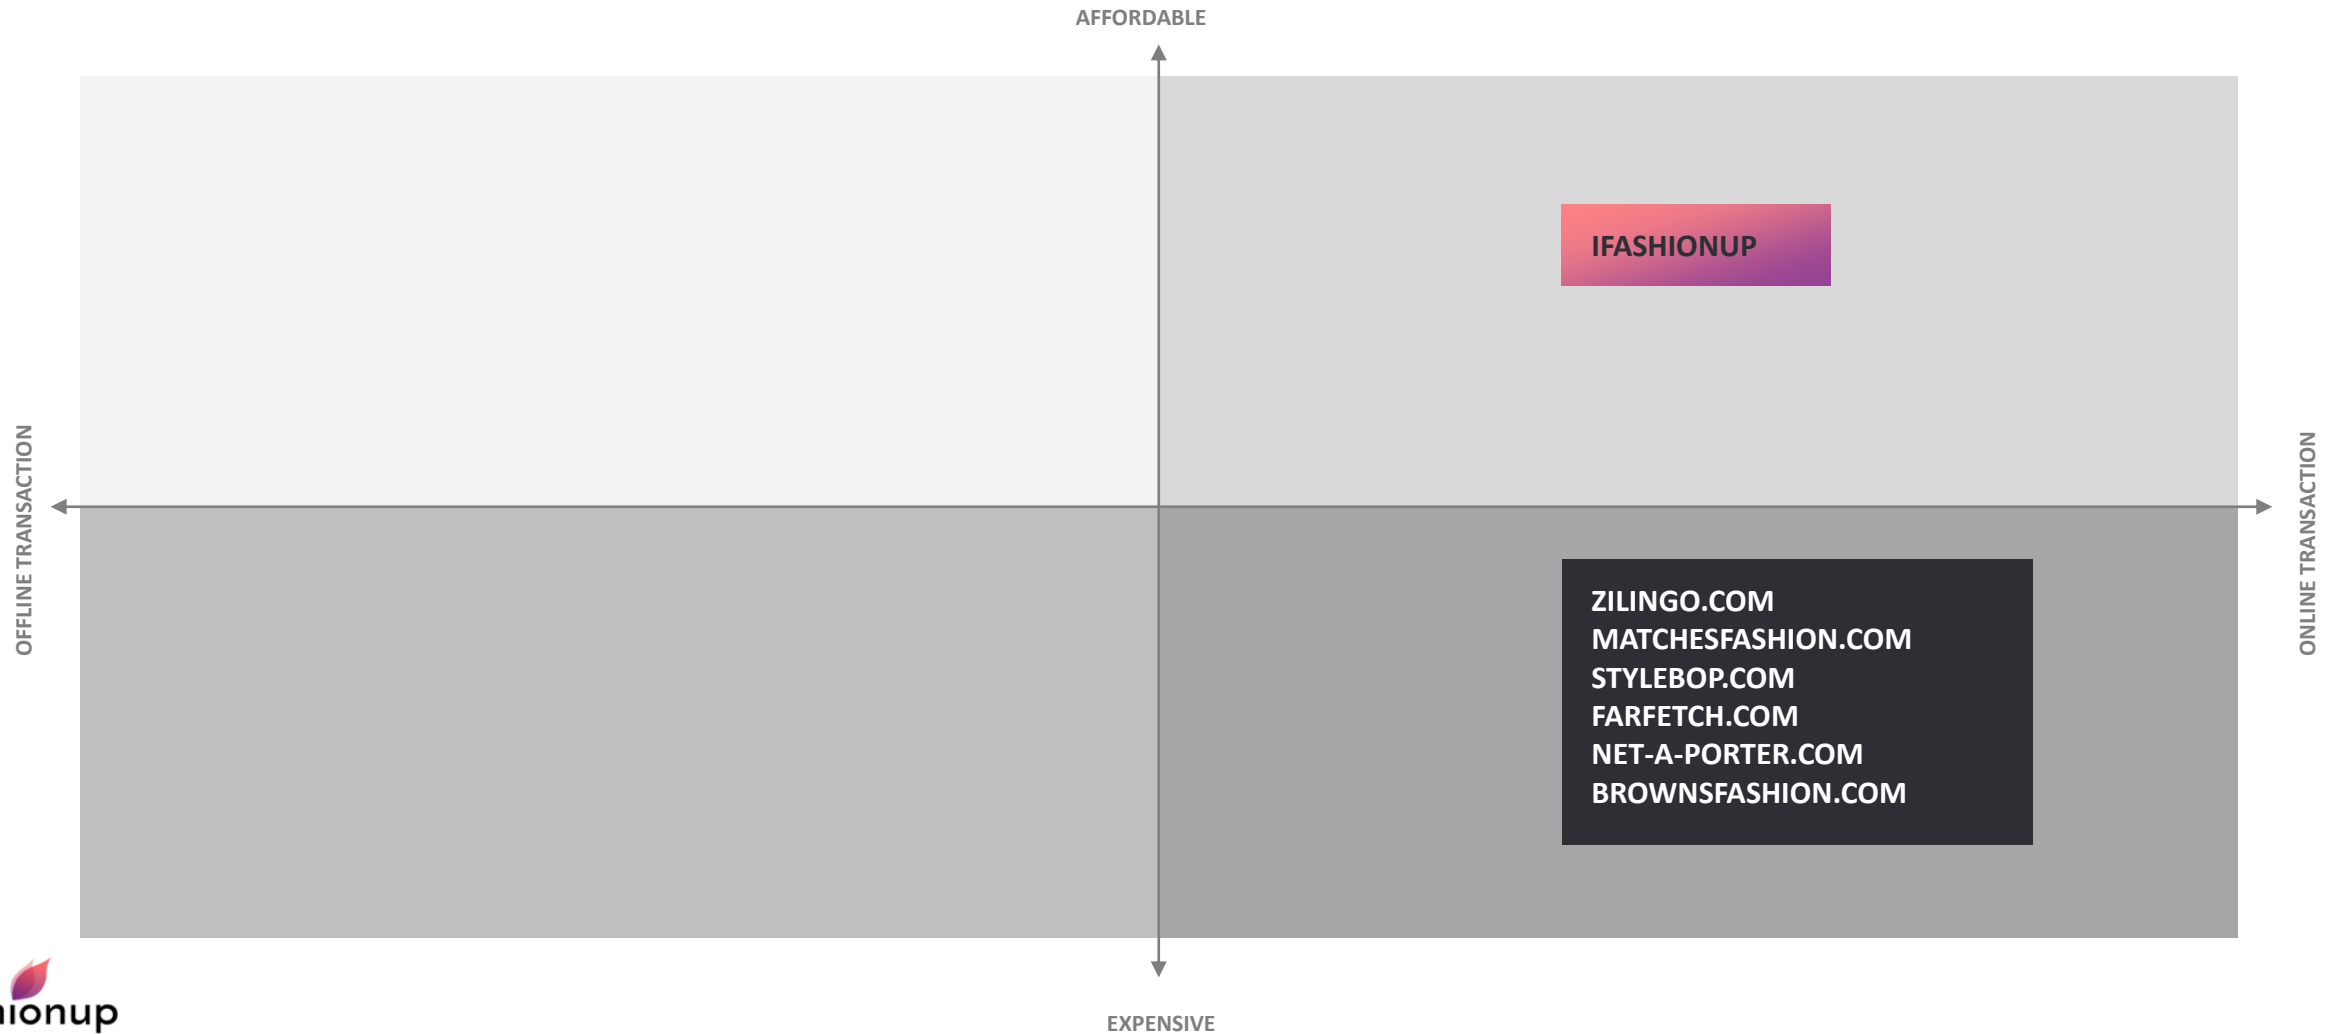 AFFORDABLE
IFASHIONUP
OFFLINE TRANSACTION
ONLINE TRANSACTION
ZILINGO.COM
MATCHESFASHION.COM
STYLEBOP.COM
FARFETCH.COM
NET-A-PORTER.COM
BROWNSFASHION.COM
hionup
EXPENSIVE